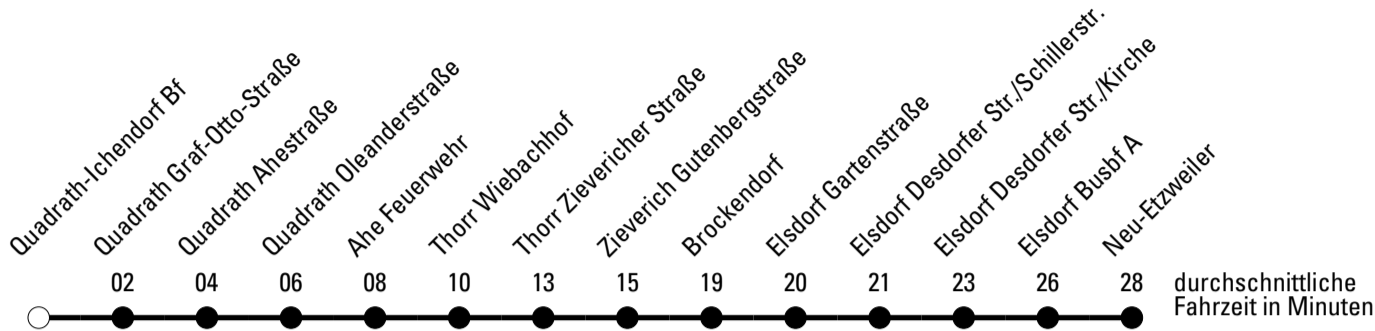 Quadrath-Ichendorf Bf
Quadrath Graf-Otto-Straße
Quadrath Ahestraße
Quadrath Oleanderstraße
Ahe Feuerwehr
Thorr Wiebachhof
Thorr Zievericher Straße
Zieverich Gutenbergstraße
Brockendorf
Elsdorf Gartenstraße
Elsdorf Desdorfer Str./Schillerstr.
Elsdorf Desdorfer Str./Kirche
Elsdorf Busbf A
Neu-Etzweiler
02 04 06 08 10 13 15 19 20 21 23 26 28
durchschnittliche
Fahrzeit in Minuten